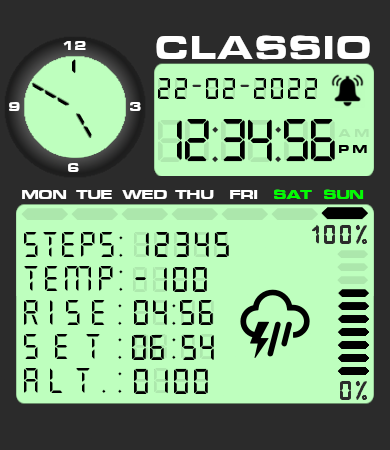 CLASSIO
12
9
3
6
22-02-2022
12:34:56 AM PM
MON TUE WED THU FRI SAT SUN
100%
STEPS: 12345
TEMP: -100
RISE: 04:56
SET: 06:54
ALT.: 0100
0%